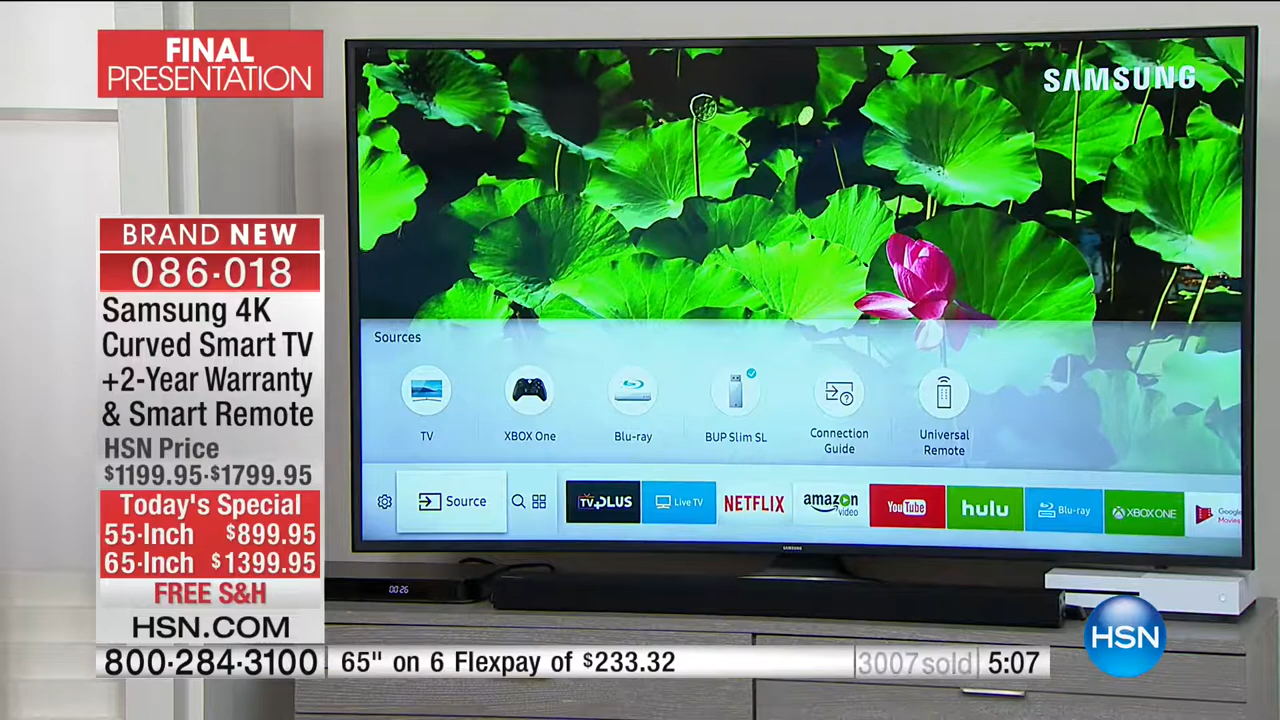 FINAL
PRESENTATION
SAMSUNG
BRAND NEW
086-018
Samsung 4K
Curved Smart TV
+2-Year Warranty
& Smart Remote
HSN Price
$1199.95-$1799.95
Today's Special
55-Inch $899.95
65-Inch $1399.95
FREE S&H
HSN.COM
800-284-3100
65" on 6 Flexpay of $233.32
3007 sold
5:07
HSN
Sources
TV
XBOX One
Blu-ray
BUP Slim SL
Connection
Guide
Universal
Remote
Source
TV PLUS
Live TV
NETFLIX
amazon
video
YouTube
hulu
Blu-ray
XBOX ONE
Google
Movies
SAMSUNG
00:26